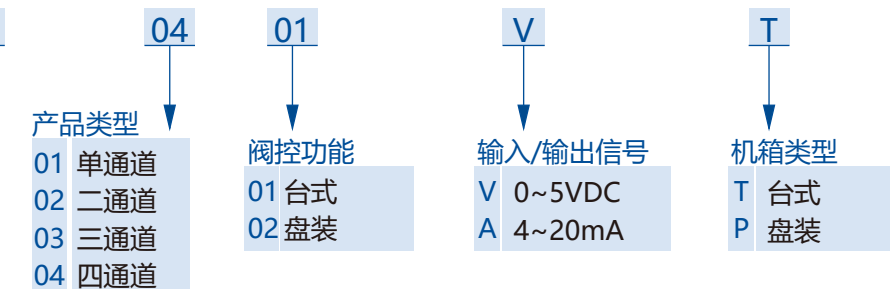 04 01 V T
产品类型
01 单通道
02 二通道
03 三通道
04 四通道
阀控功能
01 台式
02 盘装
输入/输出信号
V 0~5VDC
A 4~20mA
机箱类型
T 台式
P 盘装